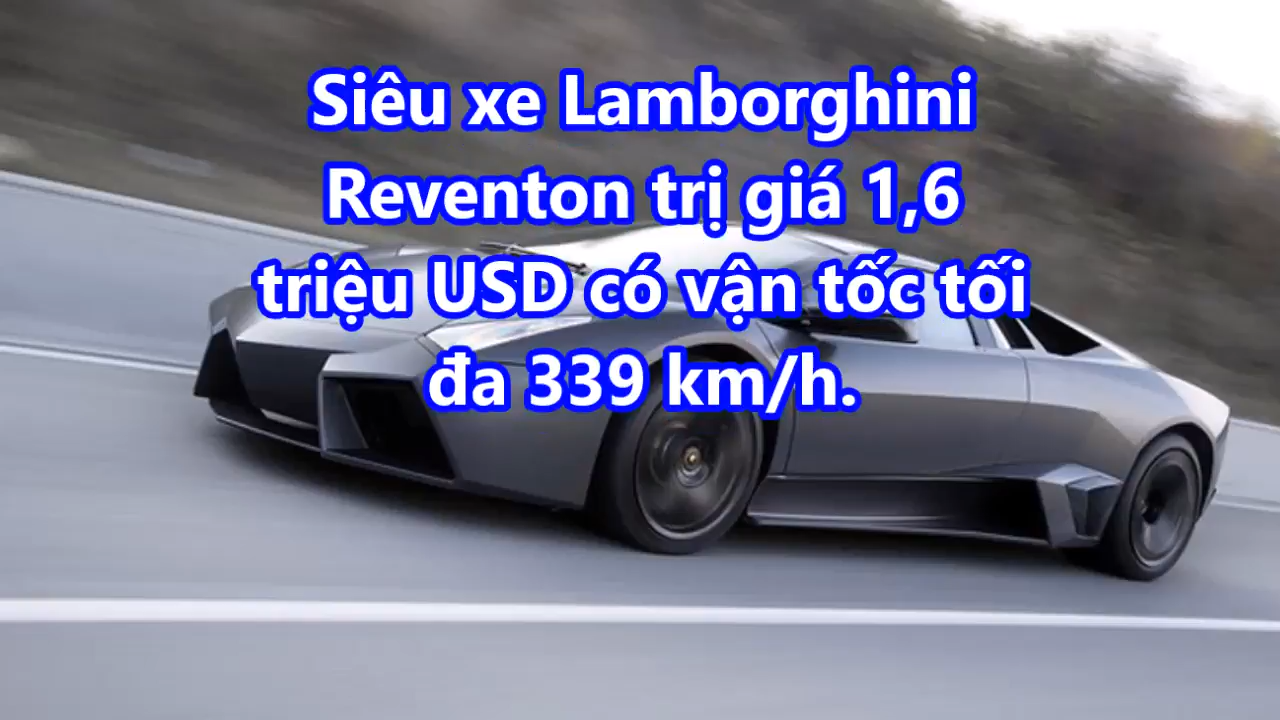 Siêu xe Lamborghini
Reventon trị giá 1,6
triệu USD có vận tốc tối
đa 339 km/h.